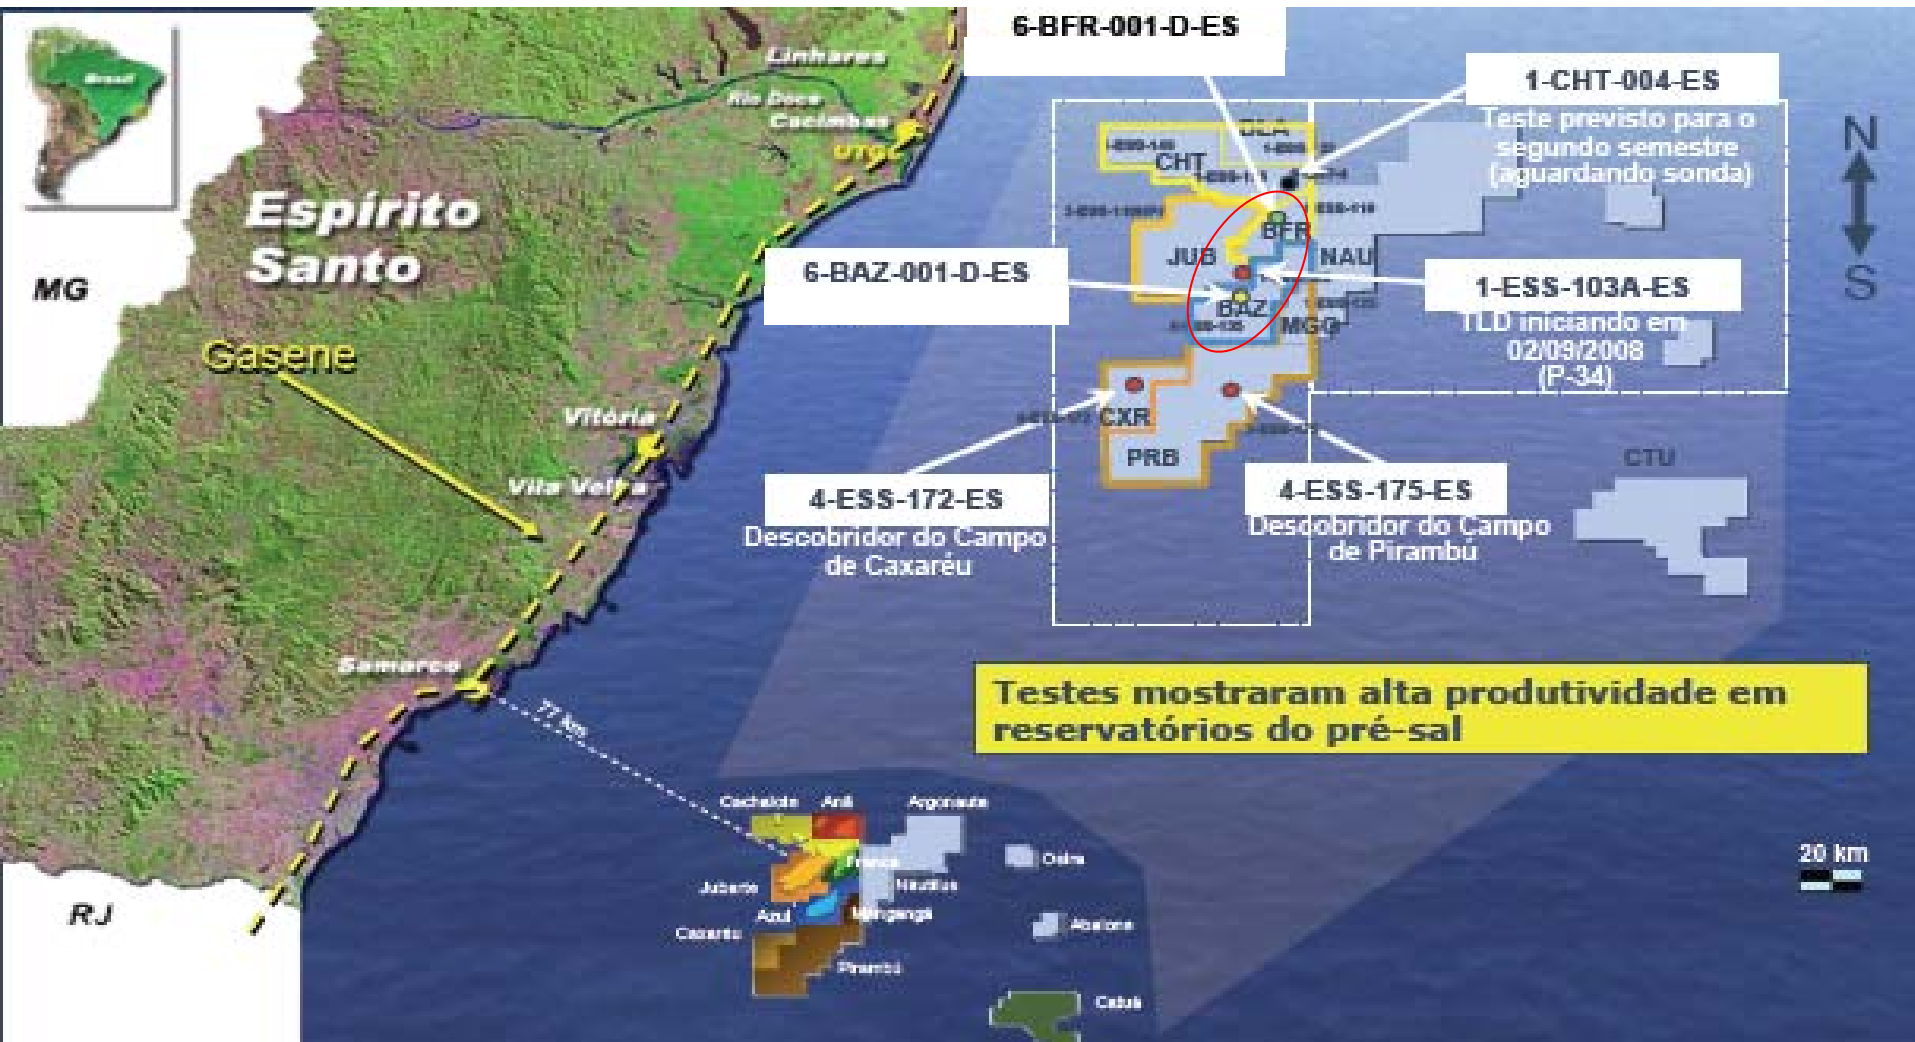 Brasil
Linhares
Rio Doce
Cacimbas
UTGC
Espírito
Santo
MG
Gasene
Vitória
Vila Velha
Samarco
77 km
RJ
6-BFR-001-D-ES
1-CHT-004-ES
Teste previsto para o
segundo semestre
(aguardando sonda)
N
S
CHT
BFR
JUB
NAU
6-BAZ-001-D-ES
1-ESS-103A-ES
TLD iniciando em
02/09/2008
(P-34)
BAZ
MGG
CXR
PRB
CTU
4-ESS-172-ES
Descobridor do Campo
de Caxaréu
4-ESS-175-ES
Descobridor do Campo
de Pirambú
Testes mostraram alta produtividade em
reservatórios do pré-sal
Cachalote
Argonauta
Ostra
Jubarte
Nautilus
Azul
Mangangá
Abalone
Pirambú
Catuá
20 km